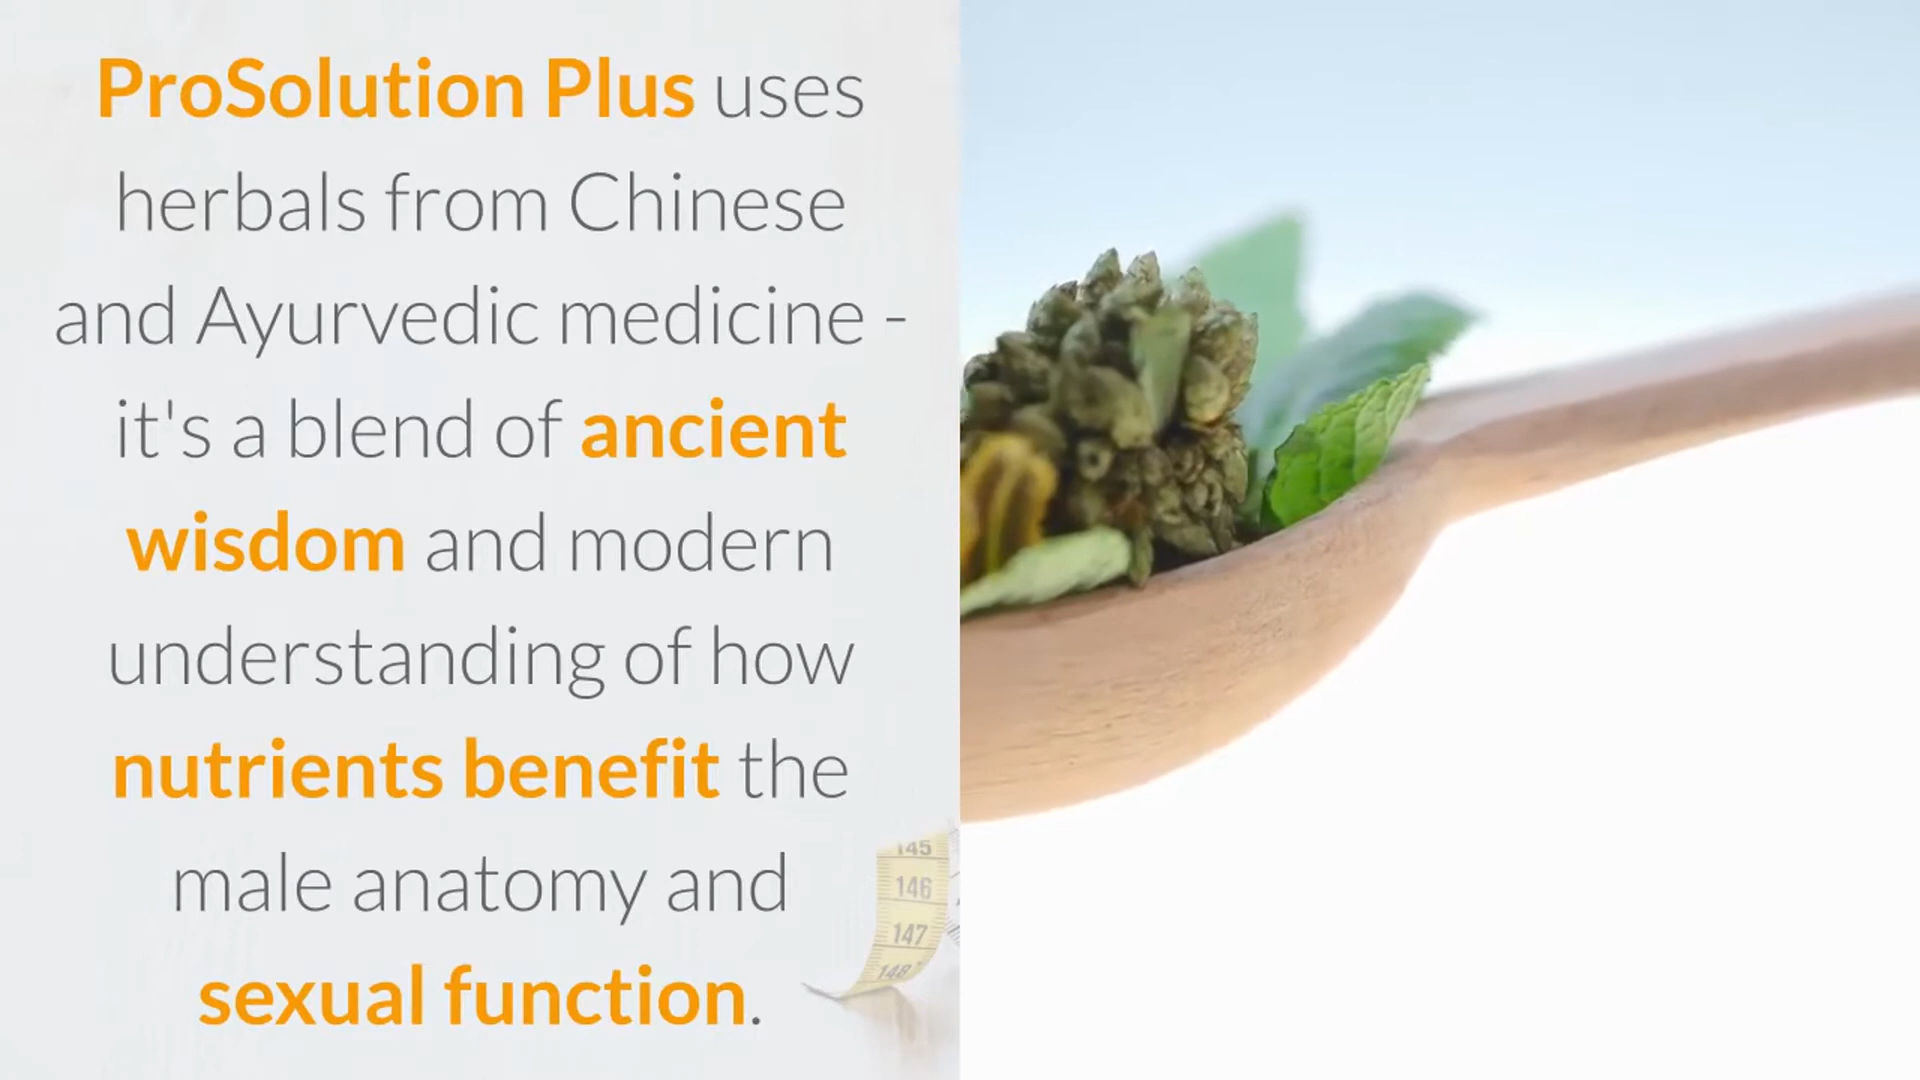 ProSolution Plus uses
herbals from Chinese
and Ayurvedic medicine -
it's a blend of ancient
wisdom and modern
understanding of how
nutrients benefit the
male anatomy and
sexual function.
145
146
147
148